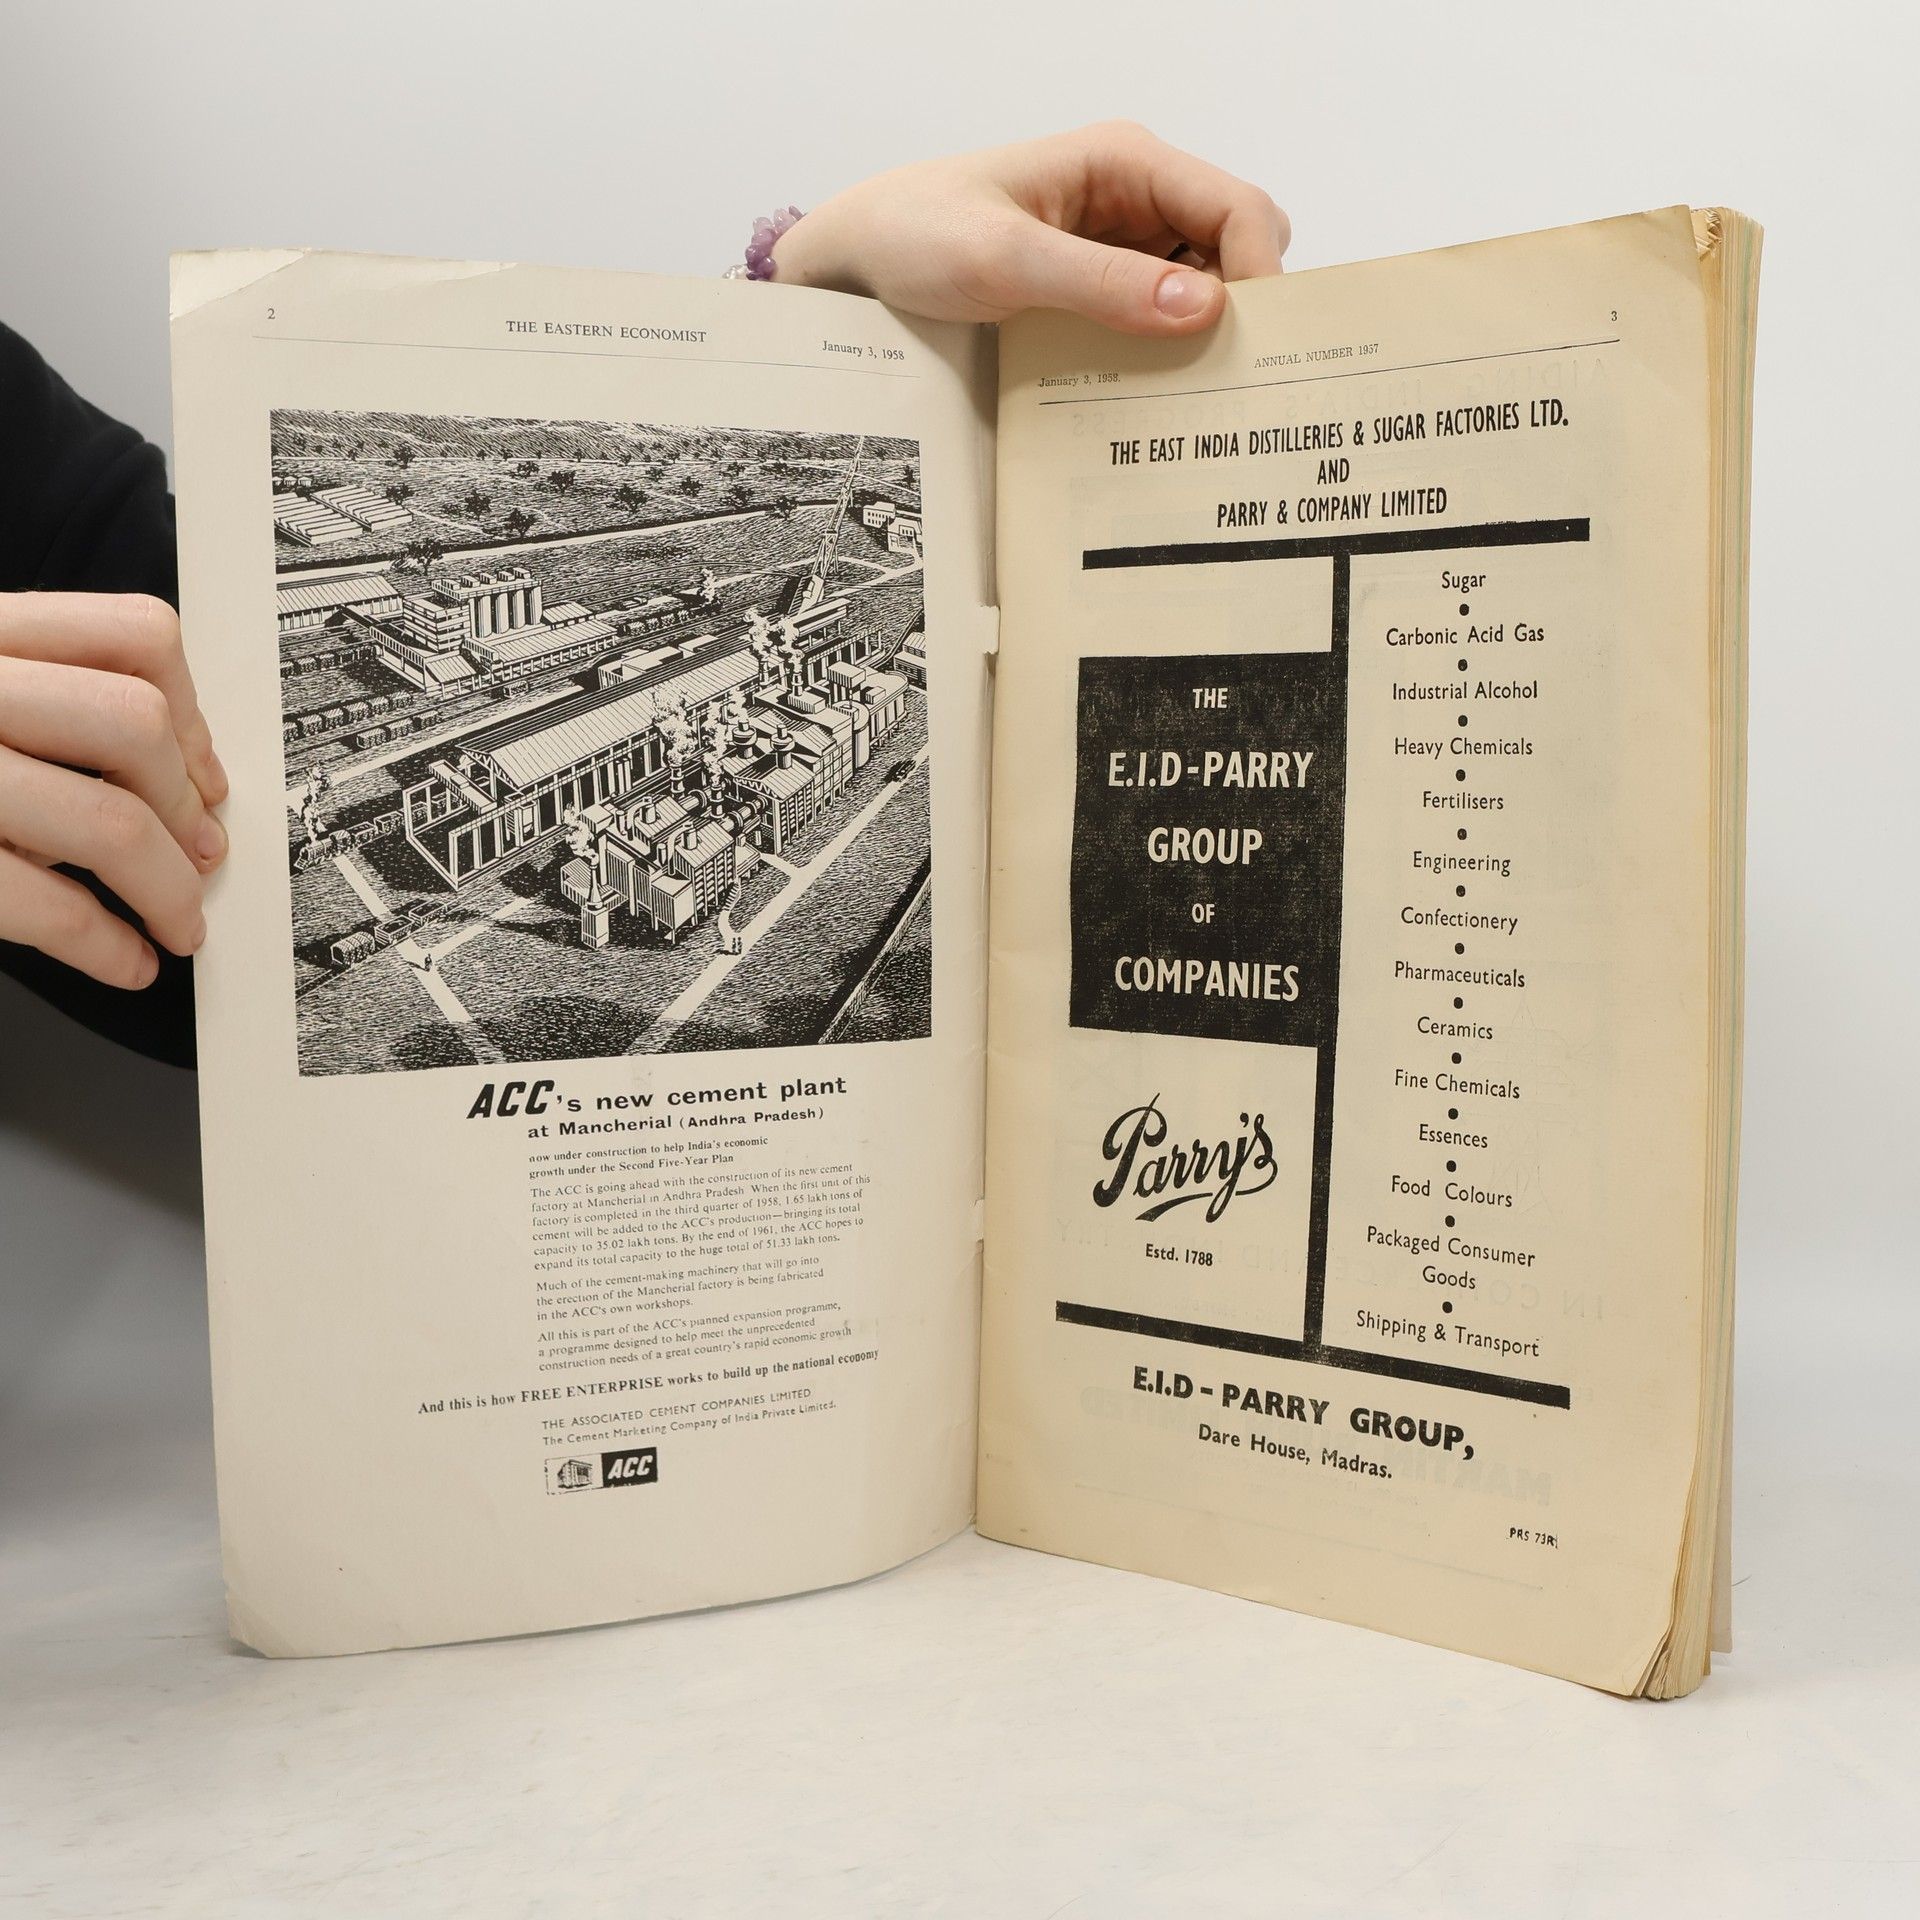 2
THE EASTERN ECONOMIST
January 3, 1958
ACC's new cement plant
at Mancherial (Andhra Pradesh)
now under construction to help India's economic
growth under the Second Five-Year Plan
The ACC is going ahead with the construction of its new cement
factory at Mancherial in Andhra Pradesh When the first unit of this
factory is completed in the third quarter of 1958, 1.65 lakh tons of
cement will be added to the ACC's production—bringing its total
capacity to 35.02 lakh tons. By the end of 1961, the ACC hopes to
expand its total capacity to the huge total of 51.33 lakh tons.
Much of the cement-making machinery that will go into
the erection of the Mancherial factory is being fabricated
in the ACC's own workshops.
All this is part of the ACC's planned expansion programme,
a programme designed to help meet the unprecedented
construction needs of a great country's rapid economic growth
And this is how FREE ENTERPRISE works to build up the national economy
THE ASSOCIATED CEMENT COMPANIES LIMITED
The Cement Marketing Company of India Private Limited.
ACC
3
ANNUAL NUMBER 1957
January 3, 1958.
THE EAST INDIA DISTILLERIES & SUGAR FACTORIES LTD.
AND
PARRY & COMPANY LIMITED
THE
E.I.D-PARRY
GROUP
OF
COMPANIES
Parry's
Estd. 1788
Sugar
Carbonic Acid Gas
Industrial Alcohol
Heavy Chemicals
Fertilisers
Engineering
Confectionery
Pharmaceuticals
Ceramics
Fine Chemicals
Essences
Food Colours
Packaged Consumer
Goods
Shipping & Transport
E.I.D - PARRY GROUP,
Dare House, Madras.
PRS 73R